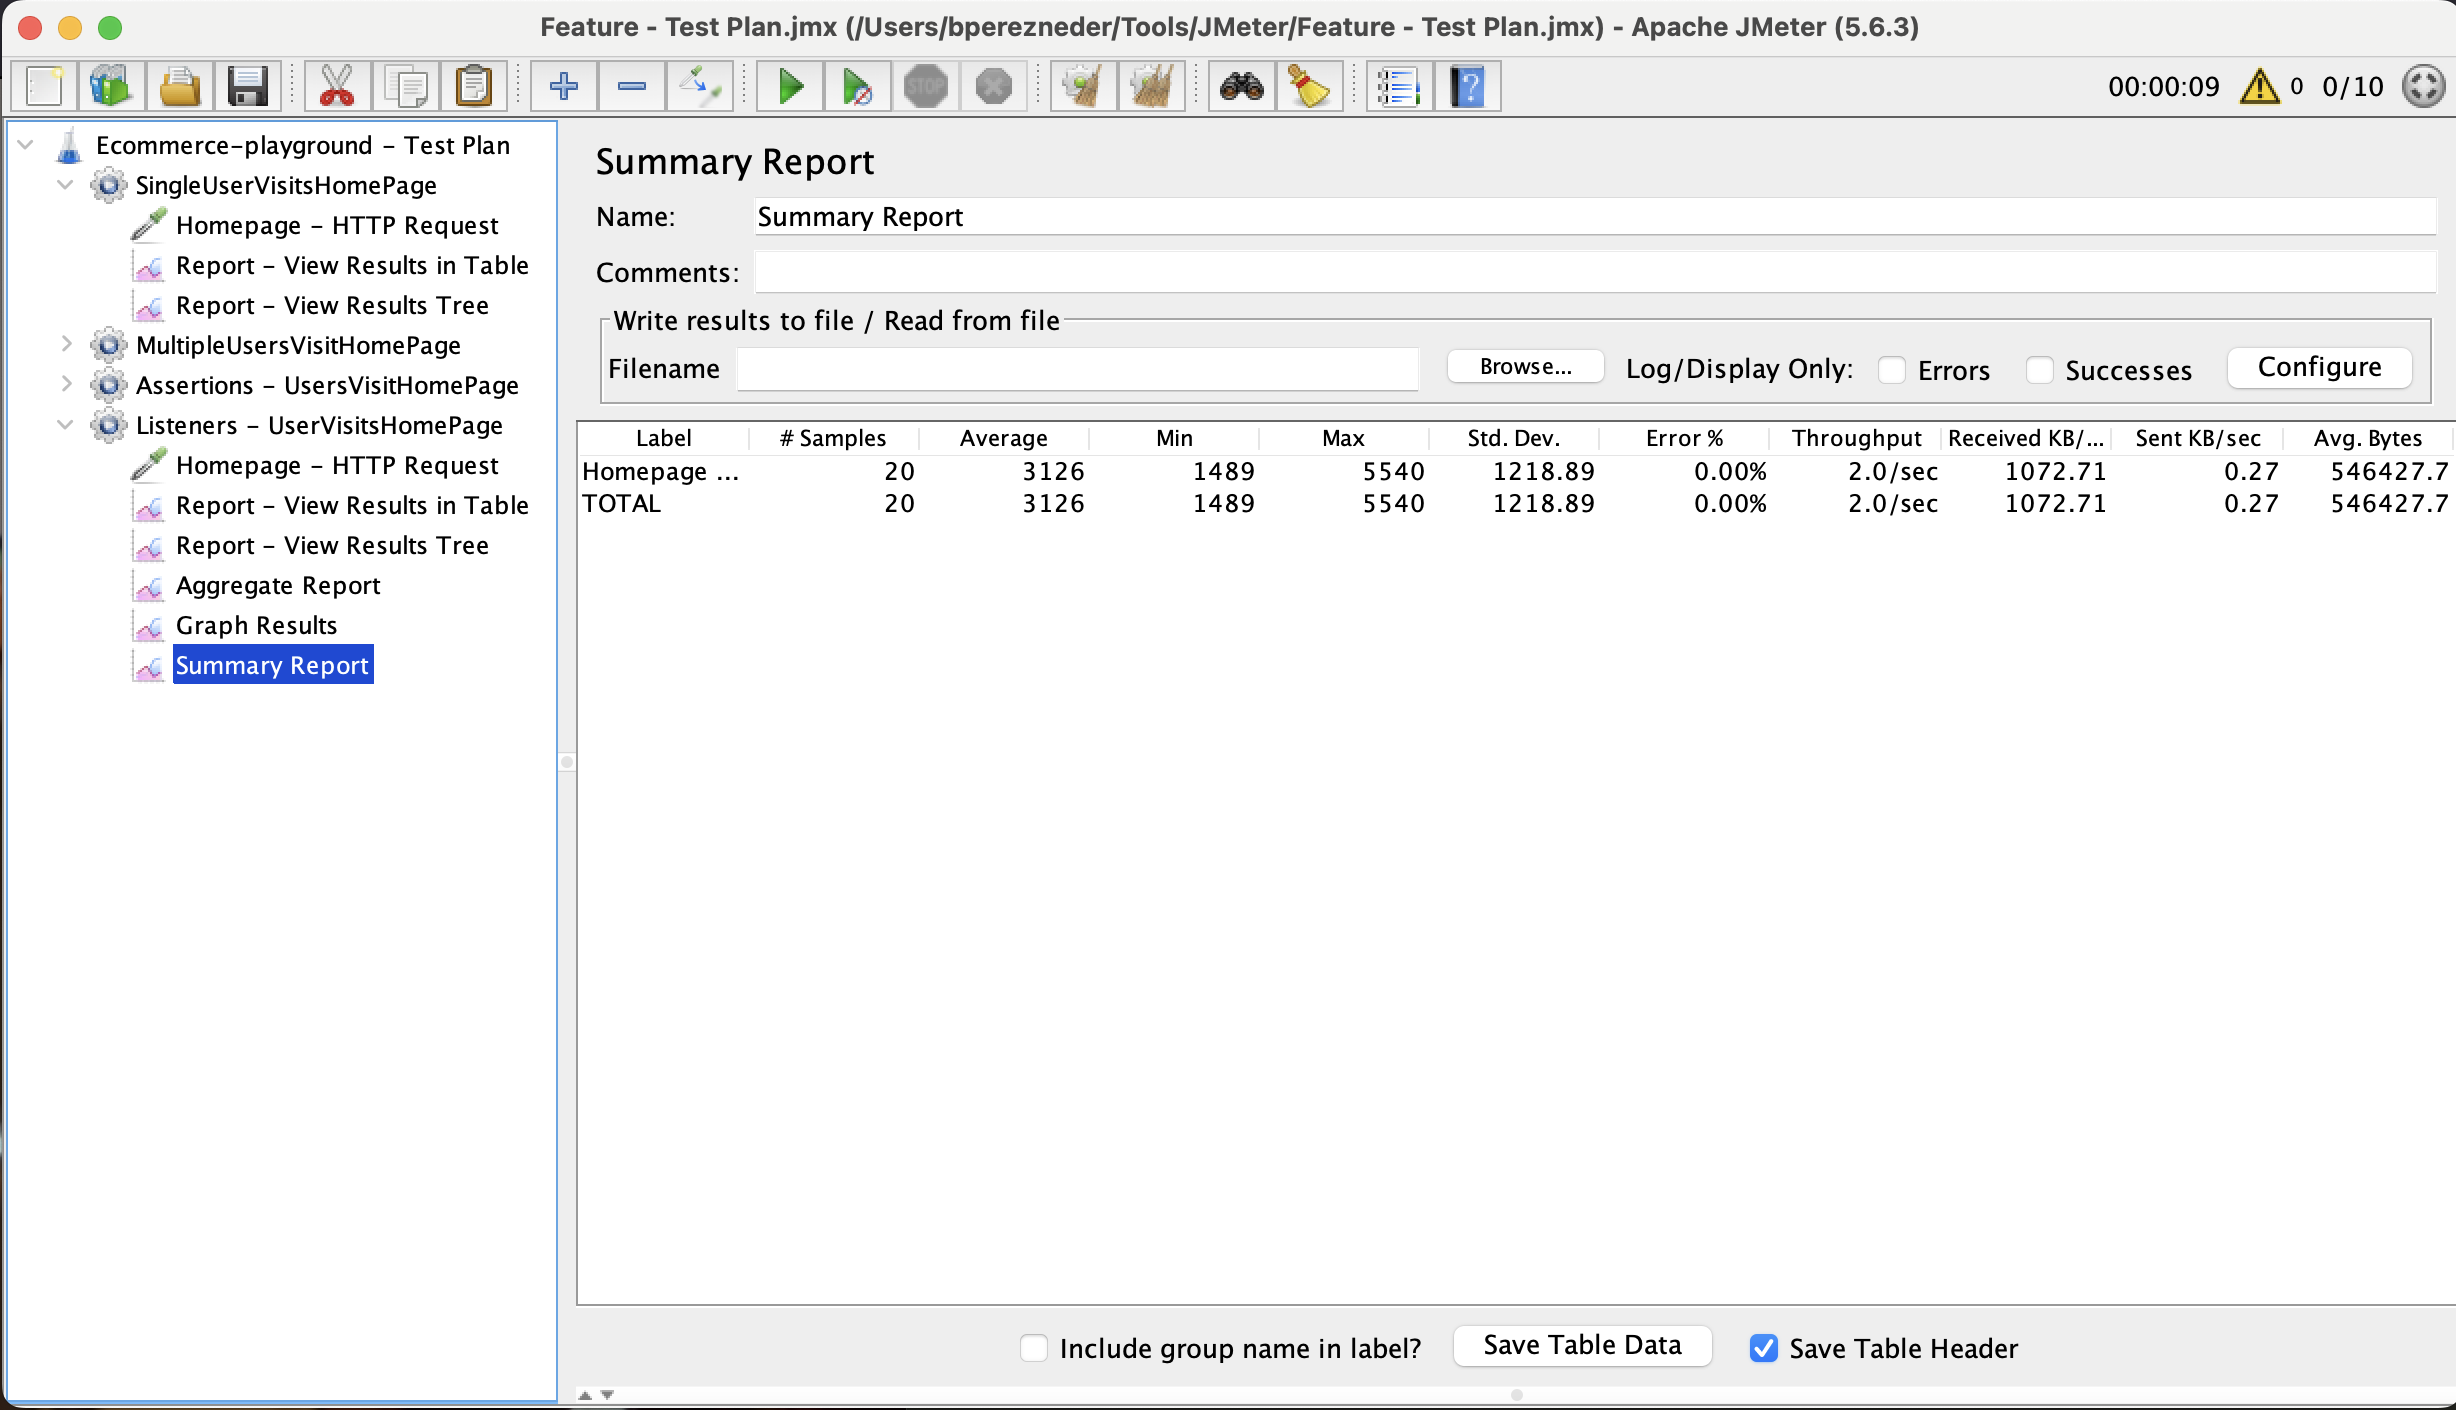 Feature - Test Plan.jmx (/Users/bperezneder/Tools/JMeter/Feature - Test Plan.jmx) - Apache JMeter (5.6.3)
STOP
?
00:00:09 0 0/10
Ecommerce-playground - Test Plan
SingleUserVisitsHomePage
Homepage - HTTP Request
Report - View Results in Table
Report - View Results Tree
MultipleUsersVisitHomePage
Assertions - UsersVisitHomePage
Listeners - UserVisitsHomePage
Homepage - HTTP Request
Report - View Results in Table
Report - View Results Tree
Aggregate Report
Graph Results
Summary Report
Summary Report
Name: Summary Report
Comments:
Write results to file / Read from file
Filename Browse... Log/Display Only: Errors Successes Configure
Label # Samples Average Min Max Std. Dev. Error % Throughput Received KB/... Sent KB/sec Avg. Bytes
Homepage ... 20 3126 1489 5540 1218.89 0.00% 2.0/sec 1072.71 0.27 546427.7
TOTAL 20 3126 1489 5540 1218.89 0.00% 2.0/sec 1072.71 0.27 546427.7
Include group name in label? Save Table Data Save Table Header